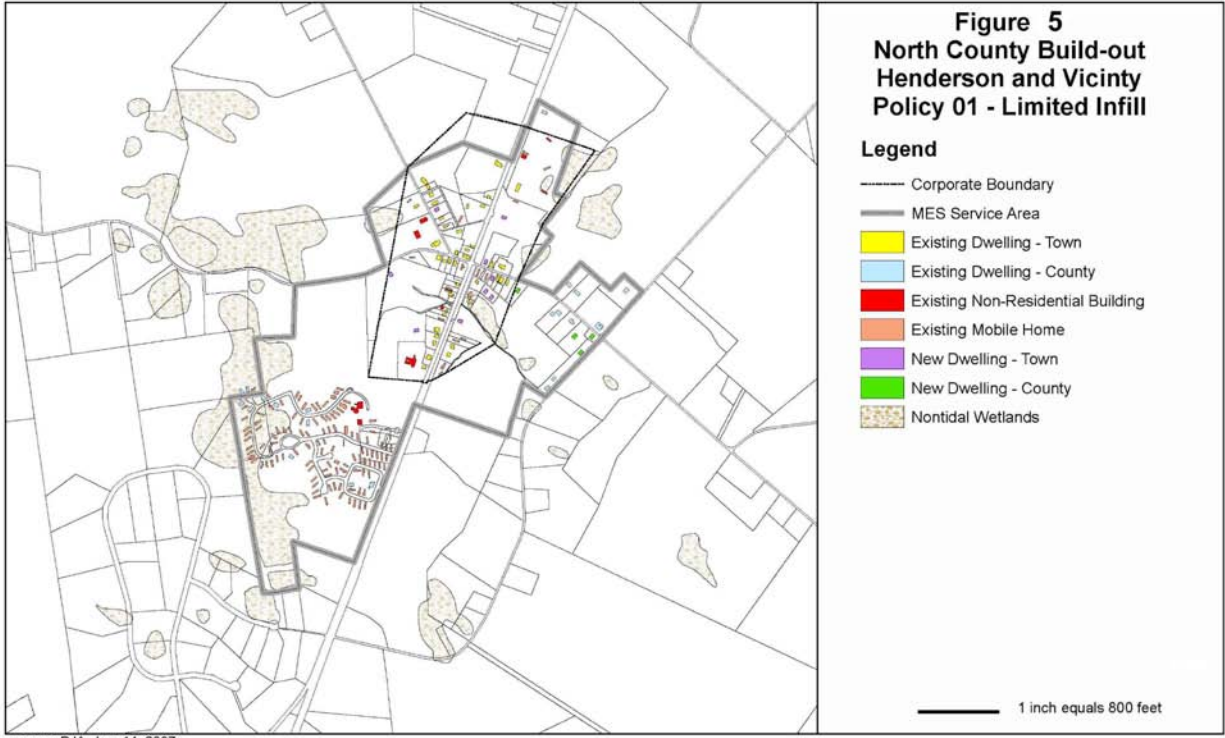 Figure 5
North County Build-out
Henderson and Vicinty
Policy 01 - Limited Infill
Legend
Corporate Boundary
MES Service Area
Existing Dwelling - Town
Existing Dwelling - County
Existing Non-Residential Building
Existing Mobile Home
New Dwelling - Town
New Dwelling - County
Nontidal Wetlands
1 inch equals 800 feet